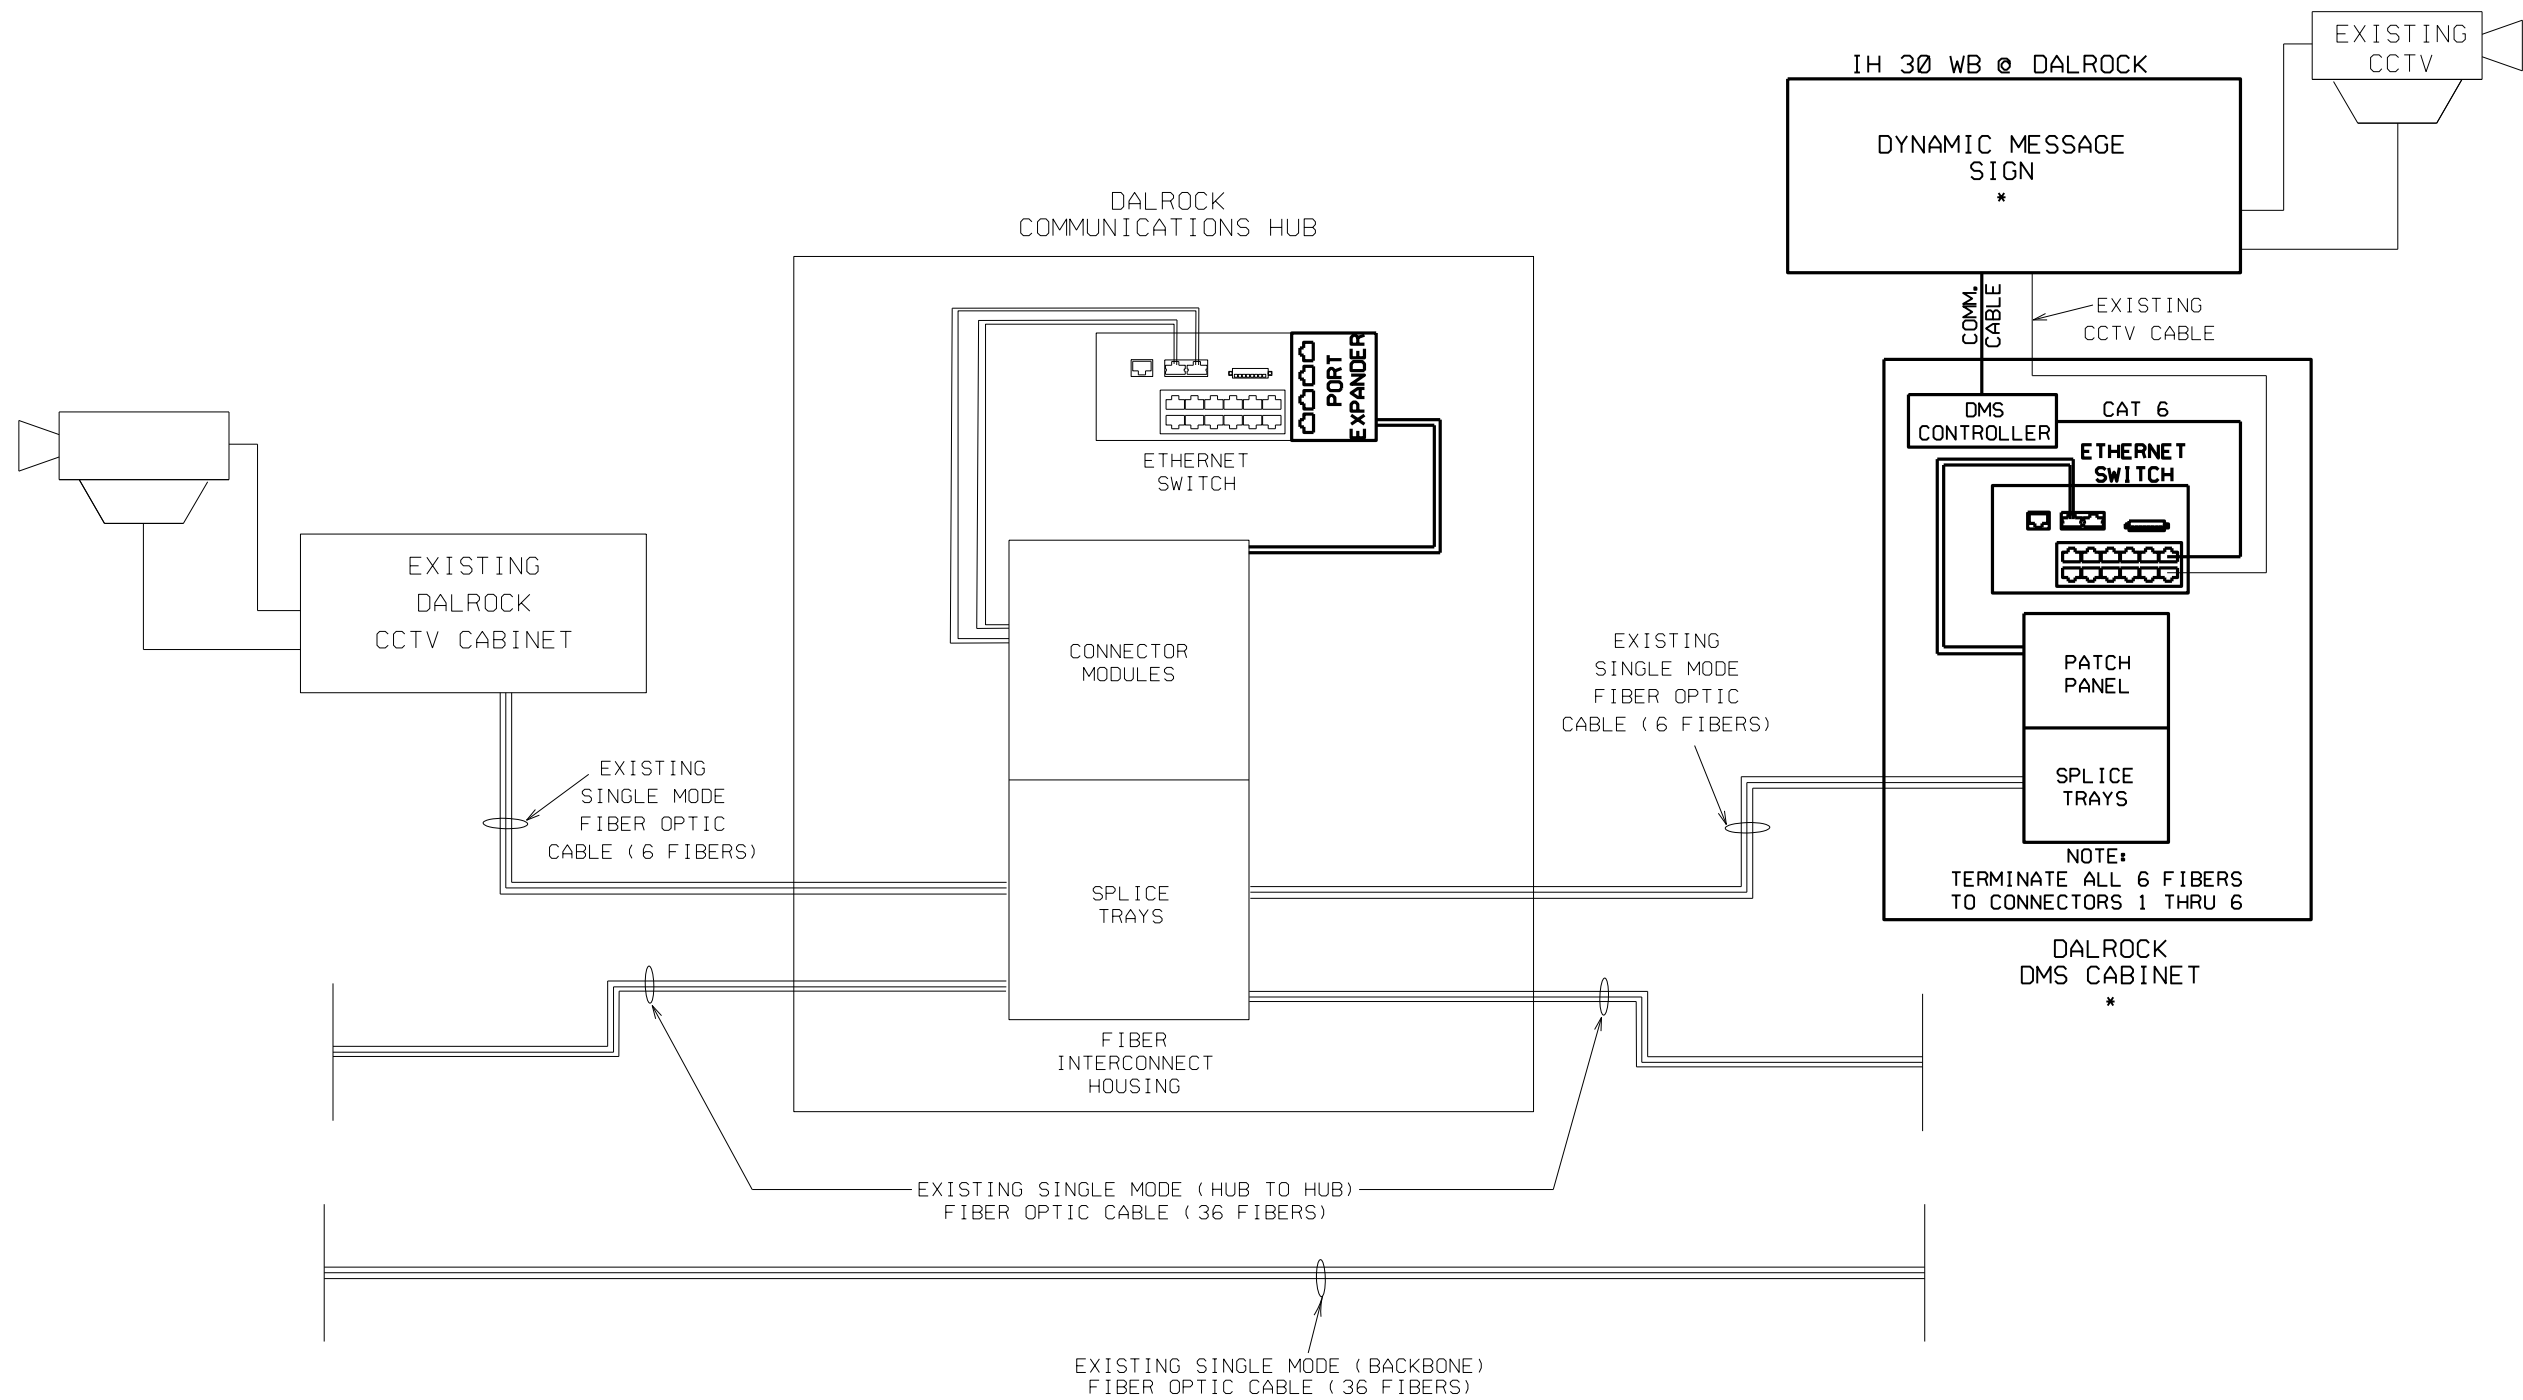 EXISTING
CCTV
IH 30 WB @ DALROCK
DYNAMIC MESSAGE
SIGN
*
DALROCK
COMMUNICATIONS HUB
COMM.
CABLE
EXISTING
CCTV CABLE
PORT
EXPANDER
ETHERNET
SWITCH
DMS
CONTROLLER
CAT 6
ETHERNET
SWITCH
EXISTING
DALROCK
CCTV CABINET
CONNECTOR
MODULES
EXISTING
SINGLE MODE
FIBER OPTIC
CABLE (6 FIBERS)
PATCH
PANEL
EXISTING
SINGLE MODE
FIBER OPTIC
CABLE (6 FIBERS)
SPLICE
TRAYS
SPLICE
TRAYS
NOTE:
TERMINATE ALL 6 FIBERS
TO CONNECTORS 1 THRU 6
DALROCK
DMS CABINET
*
FIBER
INTERCONNECT
HOUSING
EXISTING SINGLE MODE (HUB TO HUB)
FIBER OPTIC CABLE (36 FIBERS)
EXISTING SINGLE MODE (BACKBONE)
FIBER OPTIC CABLE (36 FIBERS)